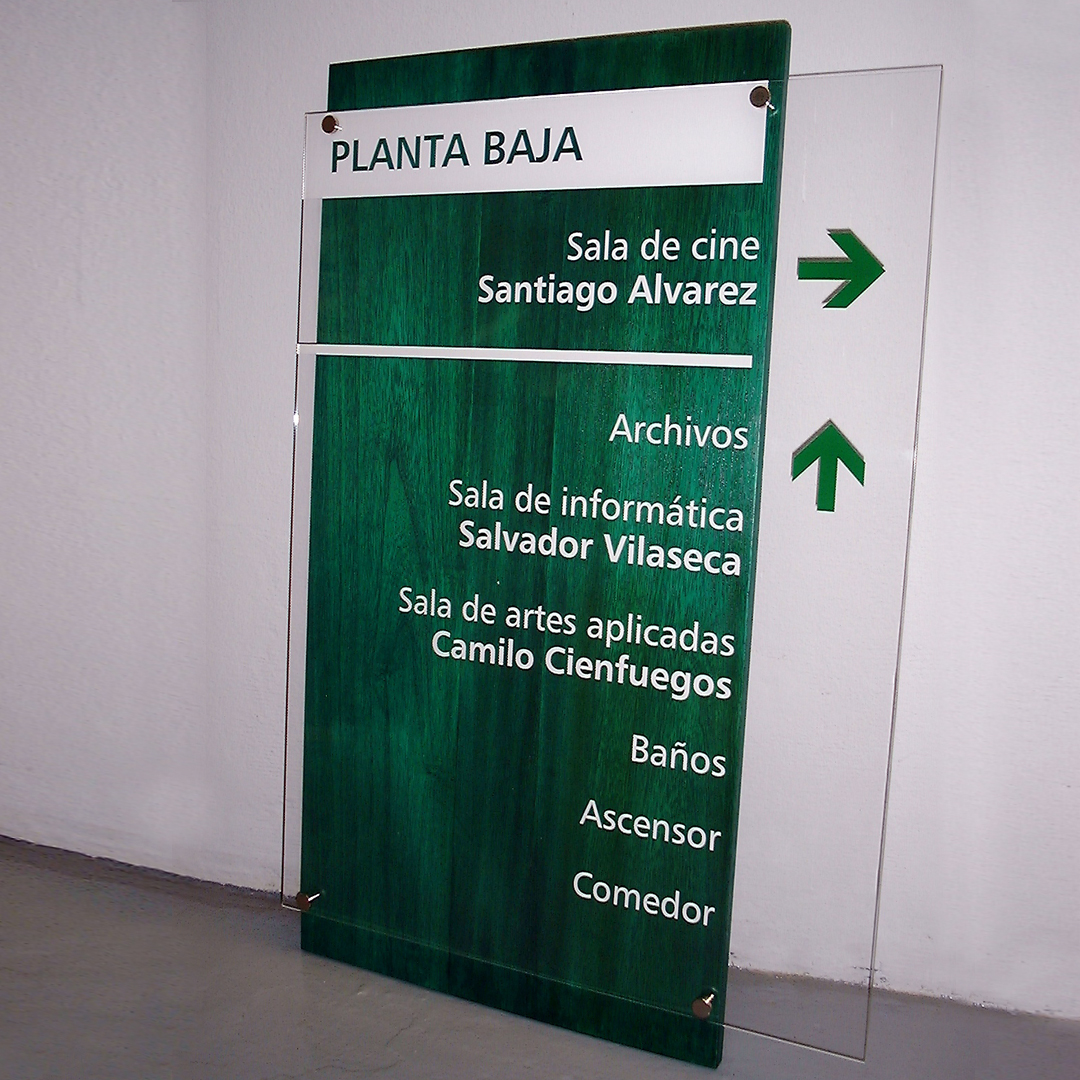 PLANTA BAJA
Sala de cine
Santiago Alvarez
Archivos
Sala de informática
Salvador Vilaseca
Sala de artes aplicadas
Camilo Cienfuegos
Baños
Ascensor
Comedor